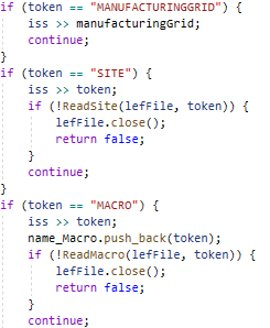 if (token == "MANUFACTURINGGRID") {
    iss >> manufacturingGrid;
    continue;
}
if (token == "SITE") {
    iss >> token;
    if (!ReadSite(lefFile, token)) {
        lefFile.close();
        return false;
    }
    continue;
}
if (token == "MACRO") {
    iss >> token;
    name_Macro.push_back(token);
    if (!ReadMacro(lefFile, token)) {
        lefFile.close();
        return false;
    }
    continue;